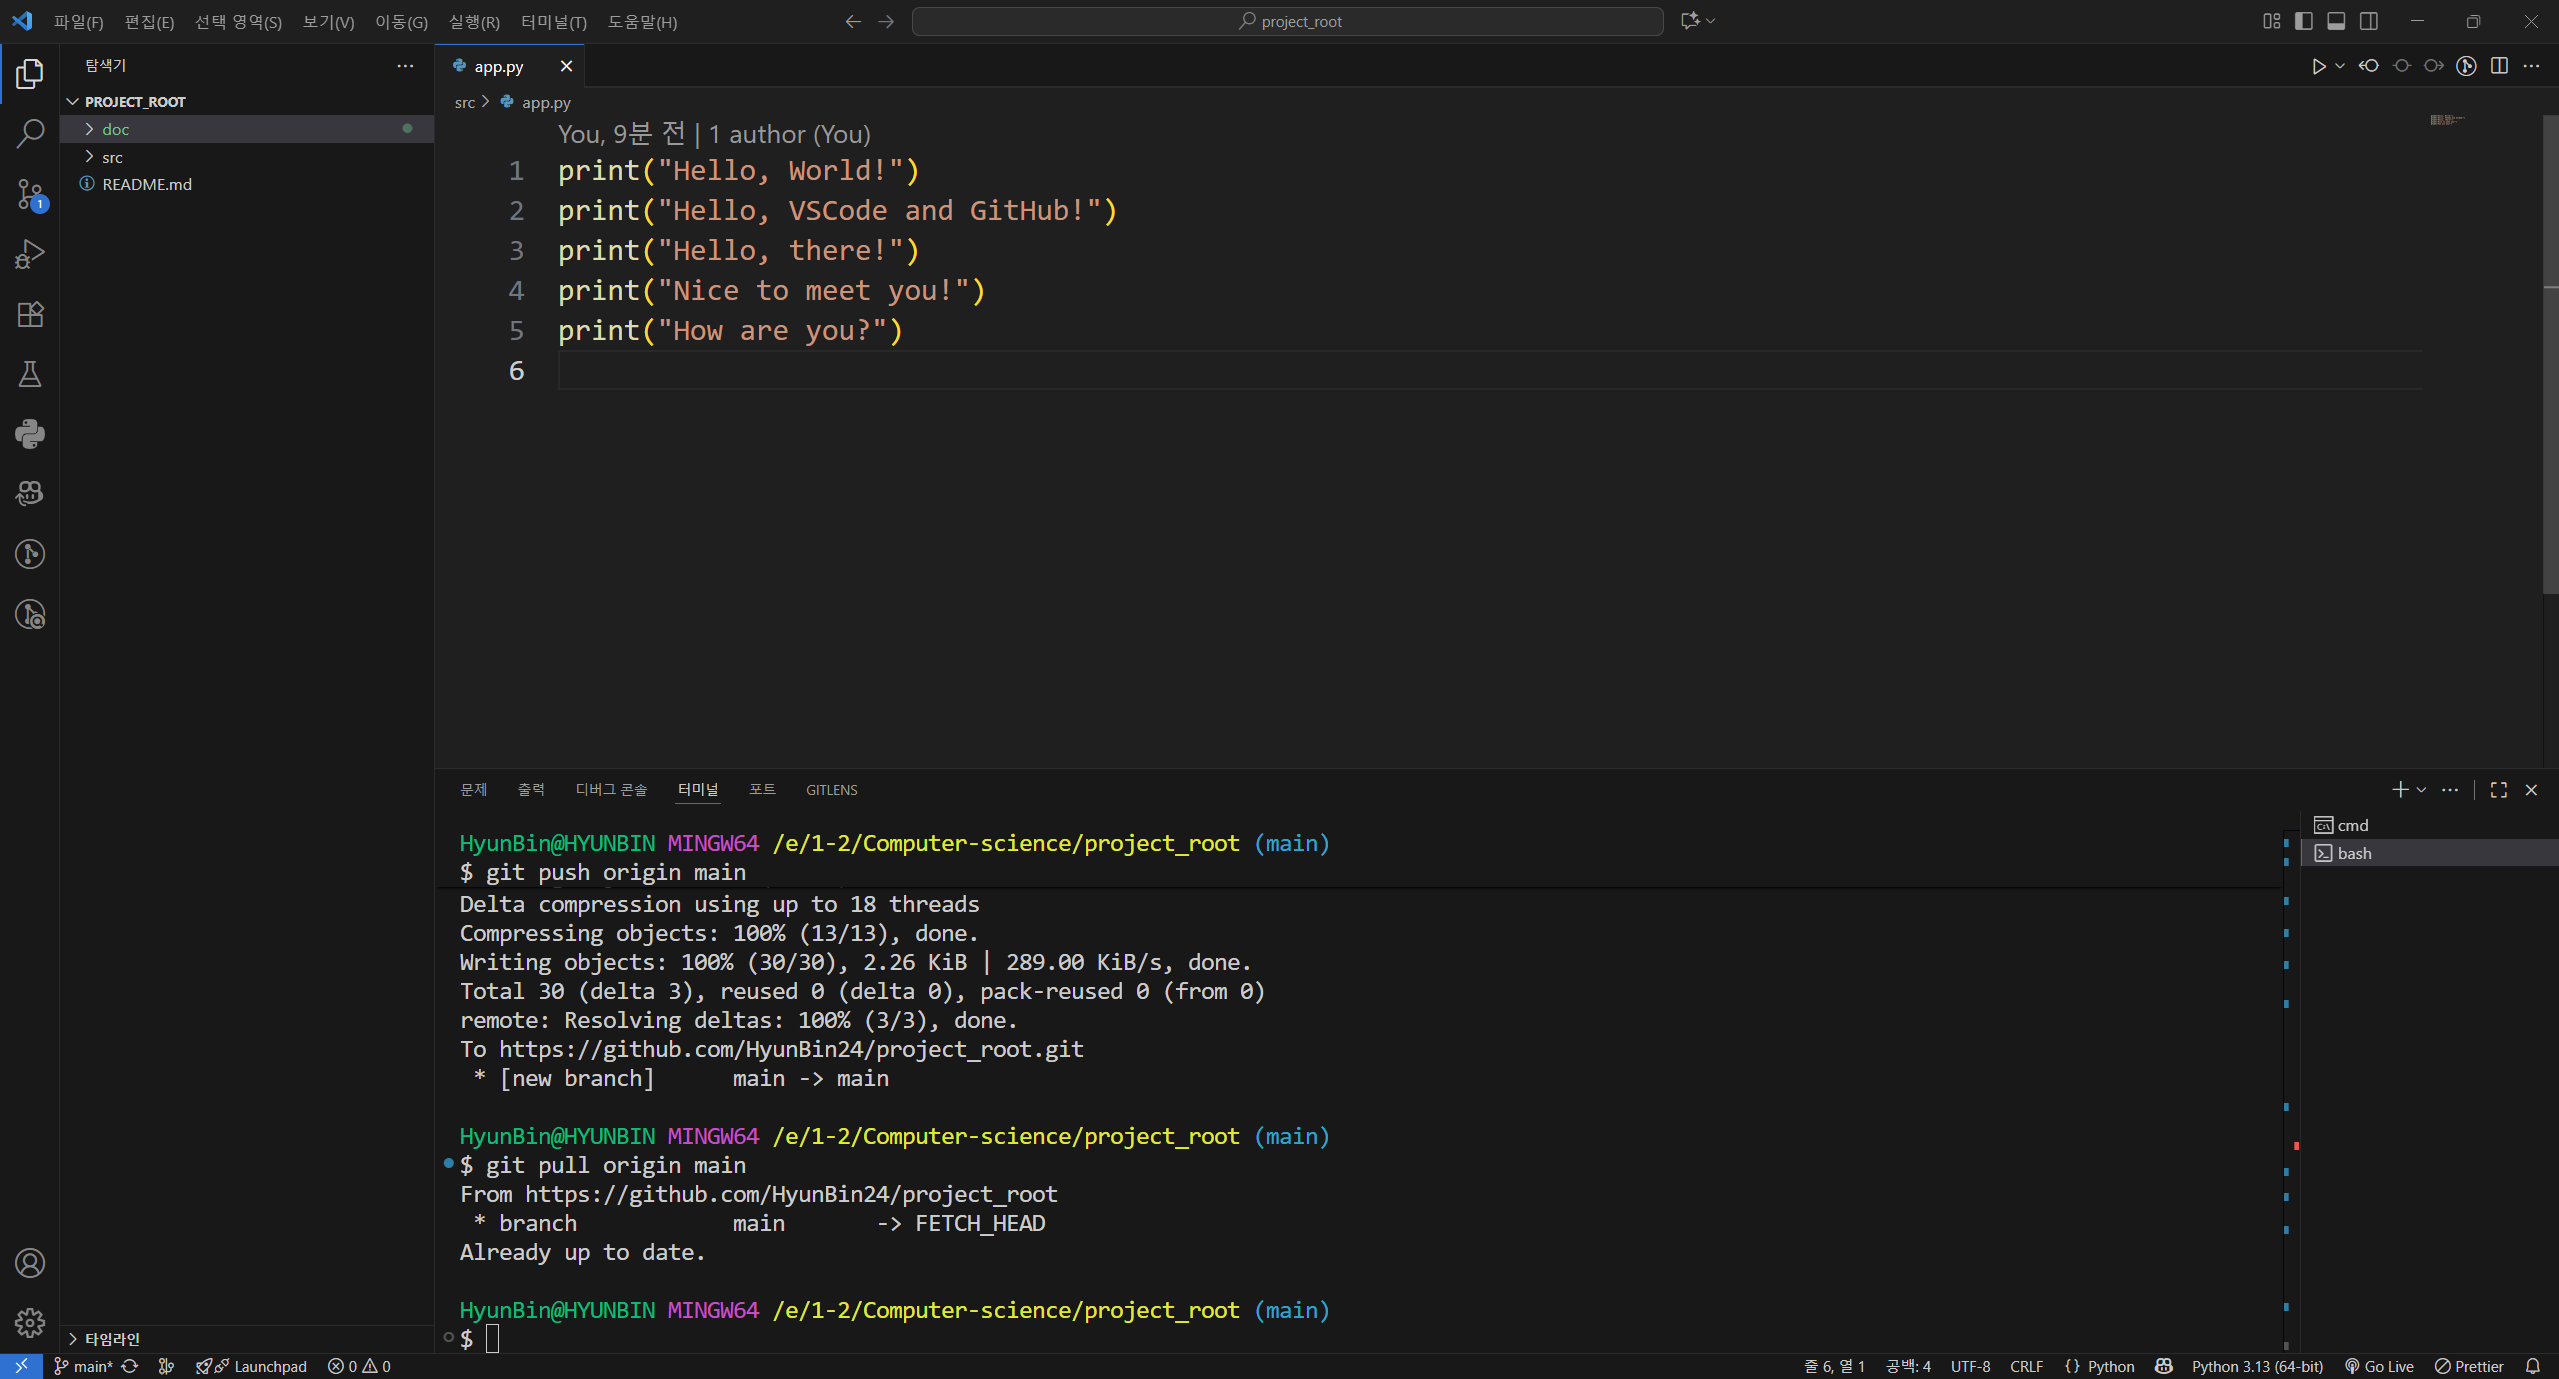 파일(F) 편집(E) 선택 영역(S) 보기(V) 이동(G) 실행(R) 터미널(T) 도움말(H) project_root
탐색기
PROJECT_ROOT
doc
src
README.md
타임라인
app.py
src > app.py
You, 9분 전 | 1 author (You)
1 print("Hello, World!")
2 print("Hello, VSCode and GitHub!")
3 print("Hello, there!")
4 print("Nice to meet you!")
5 print("How are you?")
6
문제 출력 디버그 콘솔 터미널 포트 GITLENS
HyunBin@HYUNBIN MINGW64 /e/1-2/Computer-science/project_root (main)
$ git push origin main
Delta compression using up to 18 threads
Compressing objects: 100% (13/13), done.
Writing objects: 100% (30/30), 2.26 KiB | 289.00 KiB/s, done.
Total 30 (delta 3), reused 0 (delta 0), pack-reused 0 (from 0)
remote: Resolving deltas: 100% (3/3), done.
To https://github.com/HyunBin24/project_root.git
 * [new branch]      main -> main
HyunBin@HYUNBIN MINGW64 /e/1-2/Computer-science/project_root (main)
$ git pull origin main
From https://github.com/HyunBin24/project_root
 * branch            main       -> FETCH_HEAD
Already up to date.
HyunBin@HYUNBIN MINGW64 /e/1-2/Computer-science/project_root (main)
$
cmd
bash
1
main* Launchpad 0 0 줄 6, 열 1 공백: 4 UTF-8 CRLF {} Python Python 3.13 (64-bit) Go Live Prettier